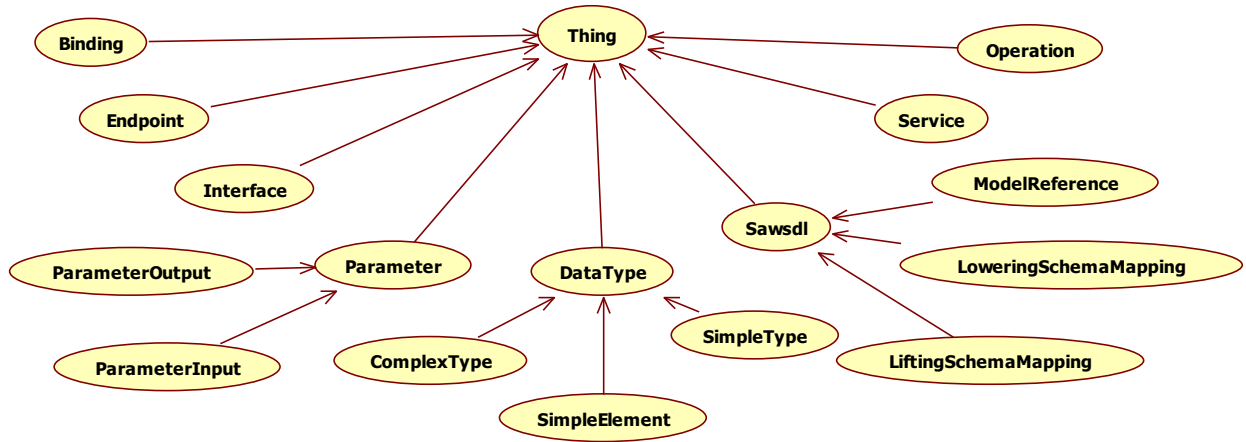 Thing
Binding
Operation
Endpoint
Service
Interface
ModelReference
Sawsdl
ParameterOutput
Parameter
DataType
LoweringSchemaMapping
SimpleType
ParameterInput
ComplexType
LiftingSchemaMapping
SimpleElement